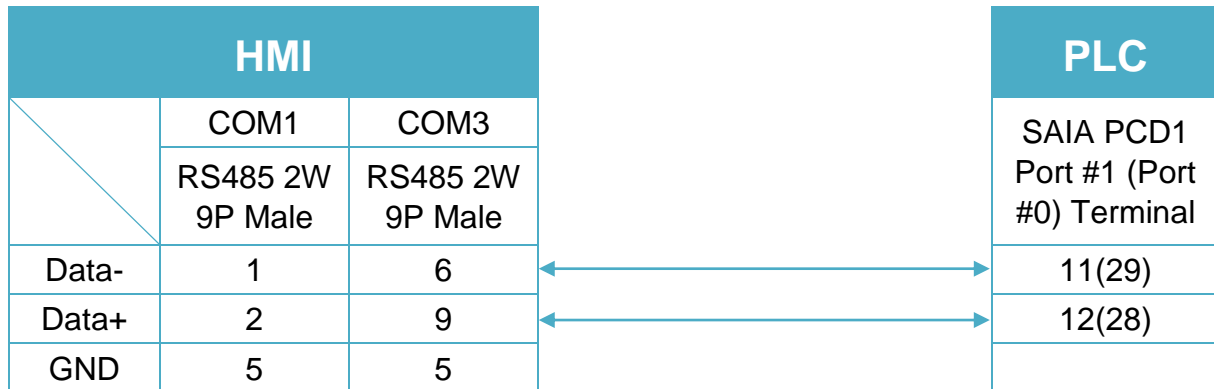 HMI
PLC
COM1 COM3
RS485 2W RS485 2W
9P Male 9P Male
SAIA PCD1
Port #1 (Port
#0) Terminal
Data- 1 6 11(29)
Data+ 2 9 12(28)
GND 5 5